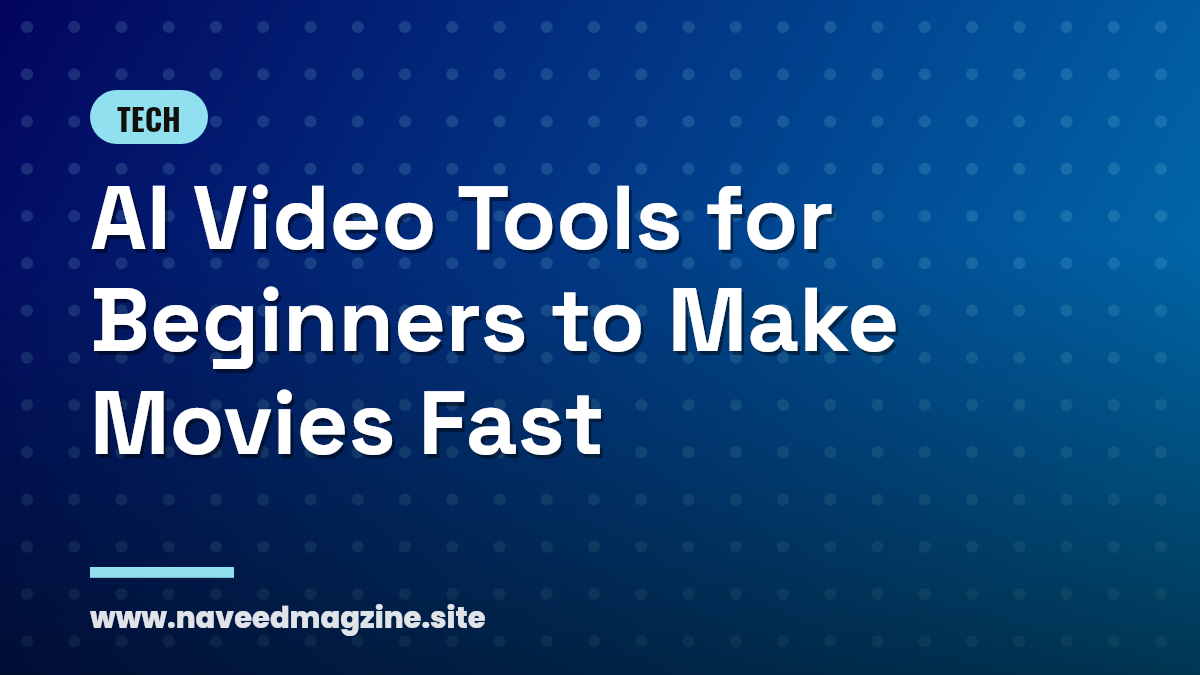 TECH
AI Video Tools for
Beginners to Make
Movies Fast
www.naveedmagzine.site